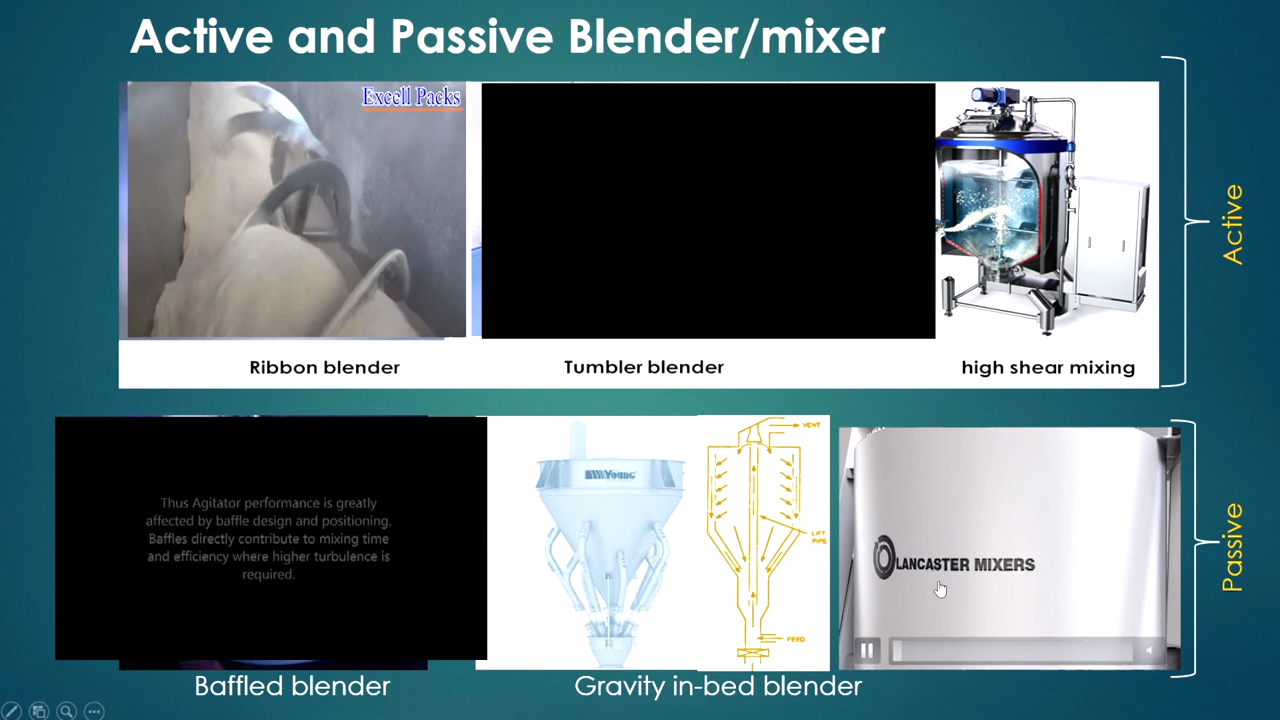 Active and Passive Blender/mixer
Excell Packs
Ribbon blender
Tumbler blender
high shear mixing
Active
Thus Agitator performance is greatly
affected by baffle design and positioning.
Baffles directly contribute to mixing time
and efficiency where higher turbulence is
required.
YOUNG
VENT
LIFT
PIPE
FEED
LANCASTER MIXERS
Passive
Baffled blender
Gravity in-bed blender